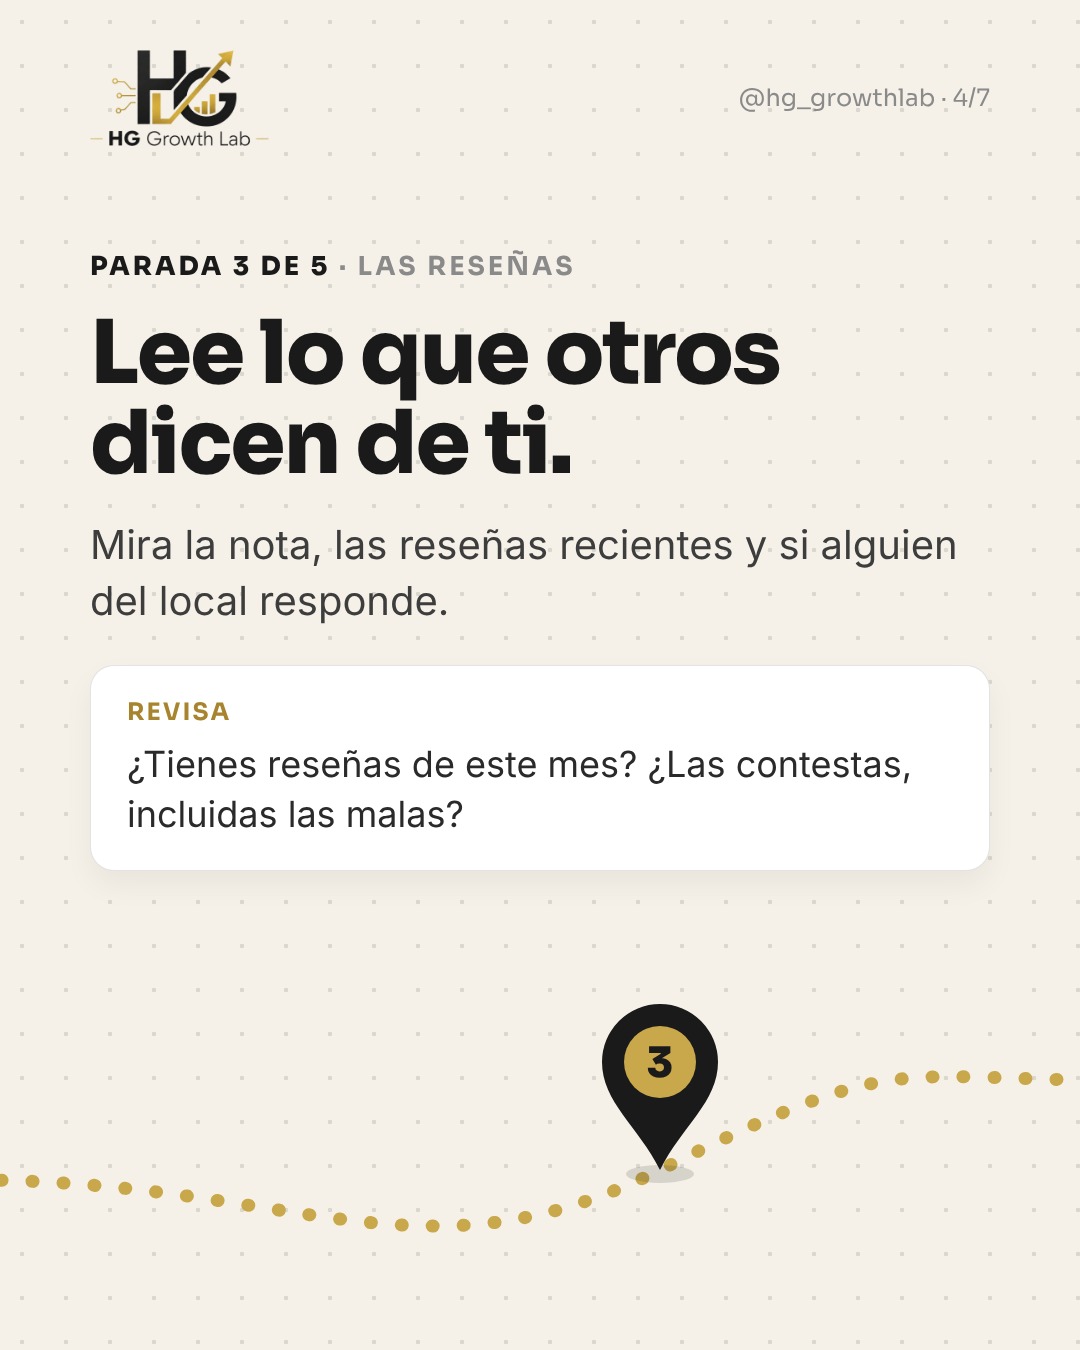 HG
HG Growth Lab
@hg_growthlab · 4/7
PARADA 3 DE 5 · LAS RESEÑAS
Lee lo que otros
dicen de ti.
Mira la nota, las reseñas recientes y si alguien
del local responde.
REVISA
¿Tienes reseñas de este mes? ¿Las contestas,
incluidas las malas?
3